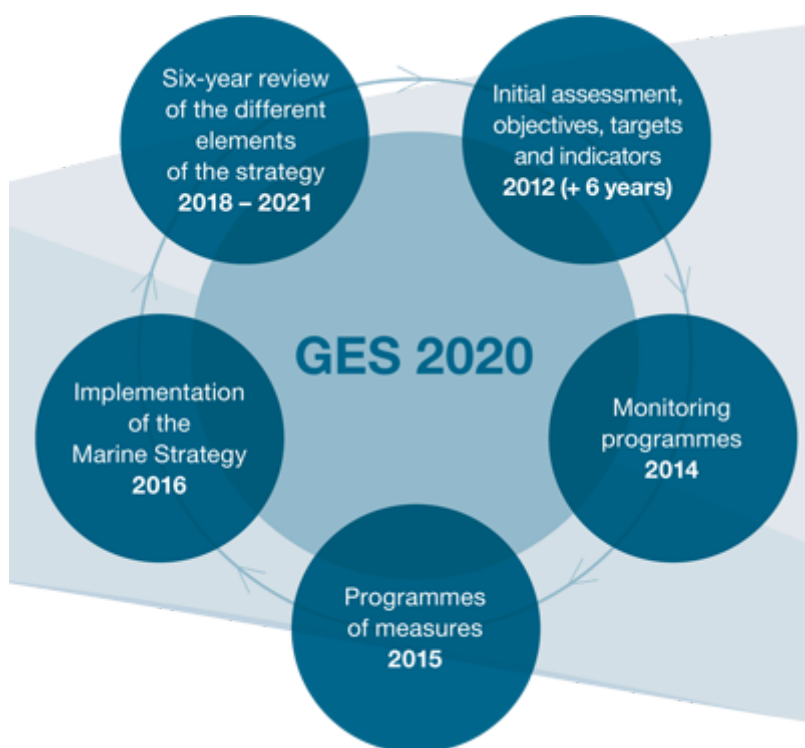 Six-year review
of the different
elements
of the strategy
2018 – 2021
Initial assessment,
objectives, targets
and indicators
2012 (+ 6 years)
GES 2020
Implementation
of the
Marine Strategy
2016
Monitoring
programmes
2014
Programmes
of measures
2015